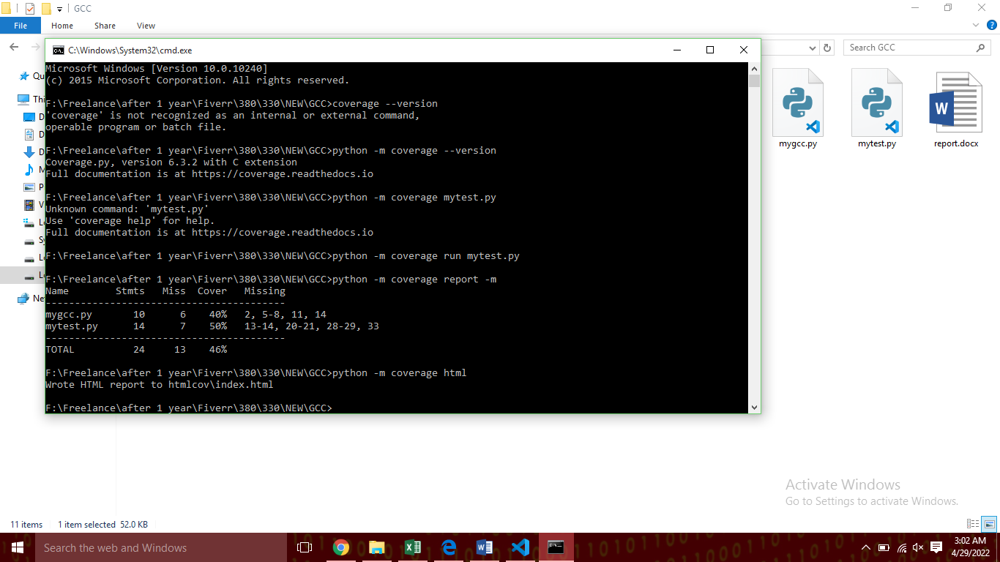 GCC
File Home Share View
C:\Windows\System32\cmd.exe
Search GCC
Microsoft Windows [Version 10.0.10240]
(c) 2015 Microsoft Corporation. All rights reserved.
F:\Freelance\after 1 year\Fiverr\380\330\NEW\GCC>coverage --version
'coverage' is not recognized as an internal or external command,
operable program or batch file.
F:\Freelance\after 1 year\Fiverr\380\330\NEW\GCC>python -m coverage --version
Coverage.py, version 6.3.2 with C extension
Full documentation is at https://coverage.readthedocs.io
F:\Freelance\after 1 year\Fiverr\380\330\NEW\GCC>python -m coverage mytest.py
Unknown command: 'mytest.py'
Use 'coverage help' for help.
Full documentation is at https://coverage.readthedocs.io
F:\Freelance\after 1 year\Fiverr\380\330\NEW\GCC>python -m coverage run mytest.py
F:\Freelance\after 1 year\Fiverr\380\330\NEW\GCC>python -m coverage report -m
Name Stmts Miss Cover Missing
-----------------------------------------
mygcc.py 10 6 40% 2, 5-8, 11, 14
mytest.py 14 7 50% 13-14, 20-21, 28-29, 33
-----------------------------------------
TOTAL 24 13 46%
F:\Freelance\after 1 year\Fiverr\380\330\NEW\GCC>python -m coverage html
Wrote HTML report to htmlcov\index.html
F:\Freelance\after 1 year\Fiverr\380\330\NEW\GCC>
mygcc.py mytest.py report.docx
Activate Windows
Go to Settings to activate Windows.
11 items 1 item selected 52.0 KB
Search the web and Windows
3:02 AM
4/29/2022